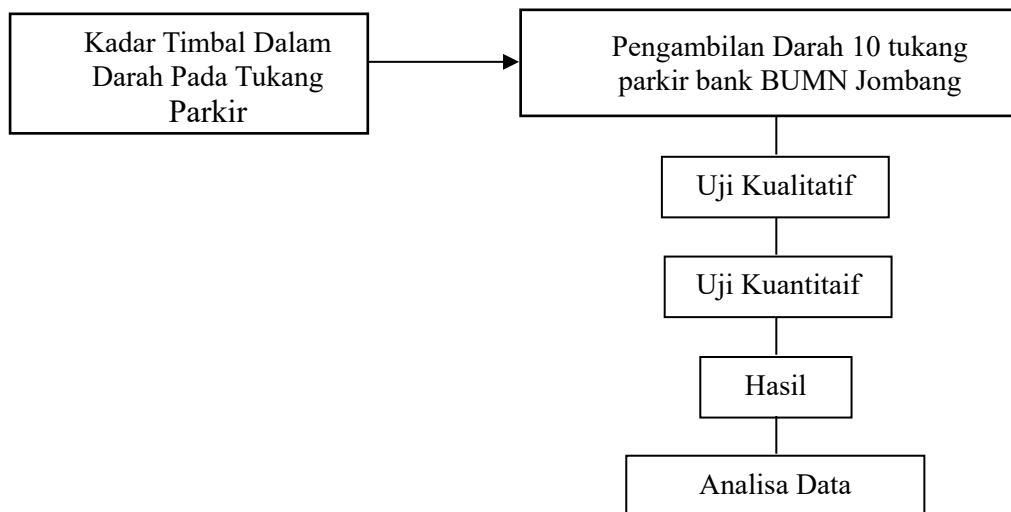 Kadar Timbal Dalam
Darah Pada Tukang
Parkir
Pengambilan Darah 10 tukang
parkir bank BUMN Jombang
Uji Kualitatif
Uji Kuantitaif
Hasil
Analisa Data